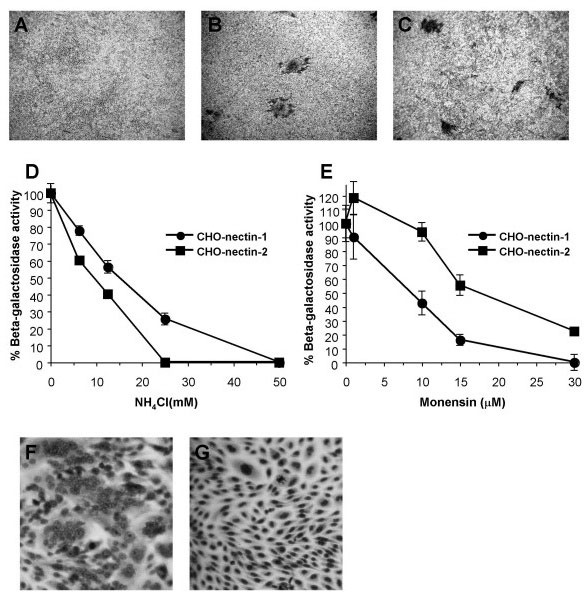 A
B
C
D
% Beta-galactosidase activity
100
90
80
70
60
50
40
30
20
10
0
0
10
20
30
40
50
NH4Cl(mM)
CHO-nectin-1
CHO-nectin-2
E
% Beta-galactosidase activity
120
110
100
90
80
70
60
50
40
30
20
10
0
0
5
10
15
20
25
30
Monensin (μM)
CHO-nectin-1
CHO-nectin-2
F
G